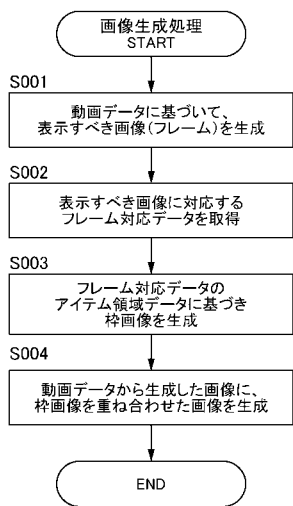 画像生成処理
START
S001
動画データに基づいて、
表示すべき画像(フレーム)を生成
S002
表示すべき画像に対応する
フレーム対応データを取得
S003
フレーム対応データの
アイテム領域データに基づき
枠画像を生成
S004
動画データから生成した画像に、
枠画像を重ね合わせた画像を生成
END